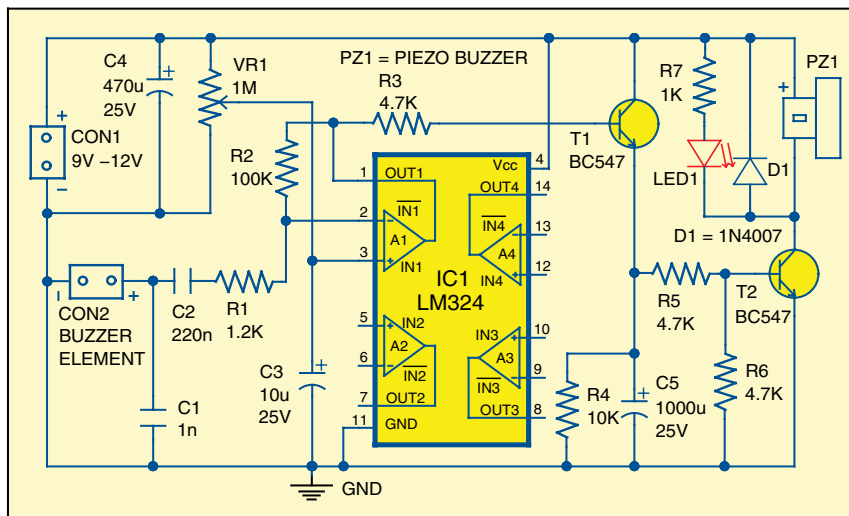 C4
470u
25V
VR1
1M
PZ1 = PIEZO BUZZER
R3
4.7K
R7
1K
PZ1
+
CON1
9V –12V
–
R2
100K
T1
BC547
LED1
D1
D1 = 1N4007
1 OUT1
Vcc 4
OUT4 14
2 IN1
IN4 13
A1
A4
3 IN1
IN4 12
IC1
LM324
5 IN2
IN3 10
A2
A3
6 IN2
IN3 9
7 OUT2
OUT3 8
11 GND
CON2
BUZZER
ELEMENT
C2
220n
R1
1.2K
C1
1n
C3
10u
25V
R5
4.7K
T2
BC547
R4
10K
C5
1000u
25V
R6
4.7K
GND